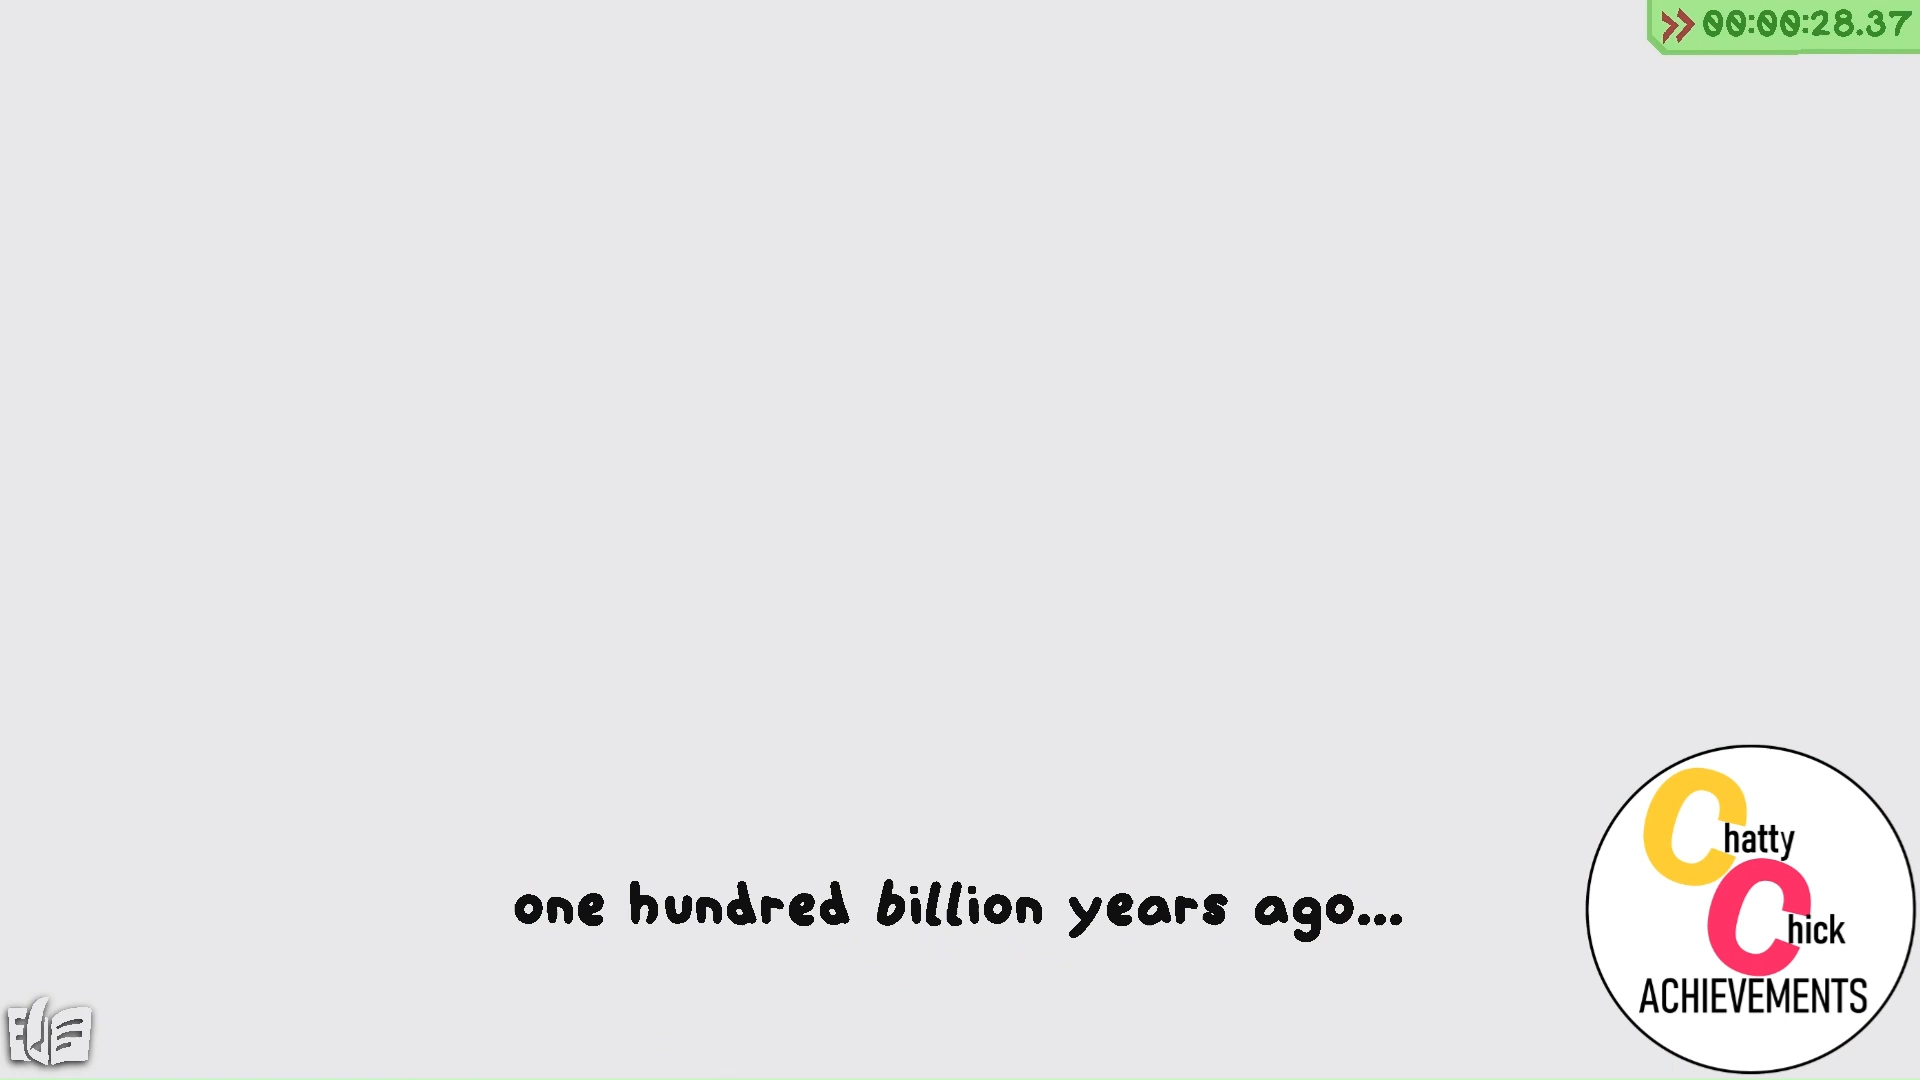 00:00:28.37
one hundred billion years ago...
Chatty
Chick
ACHIEVEMENTS